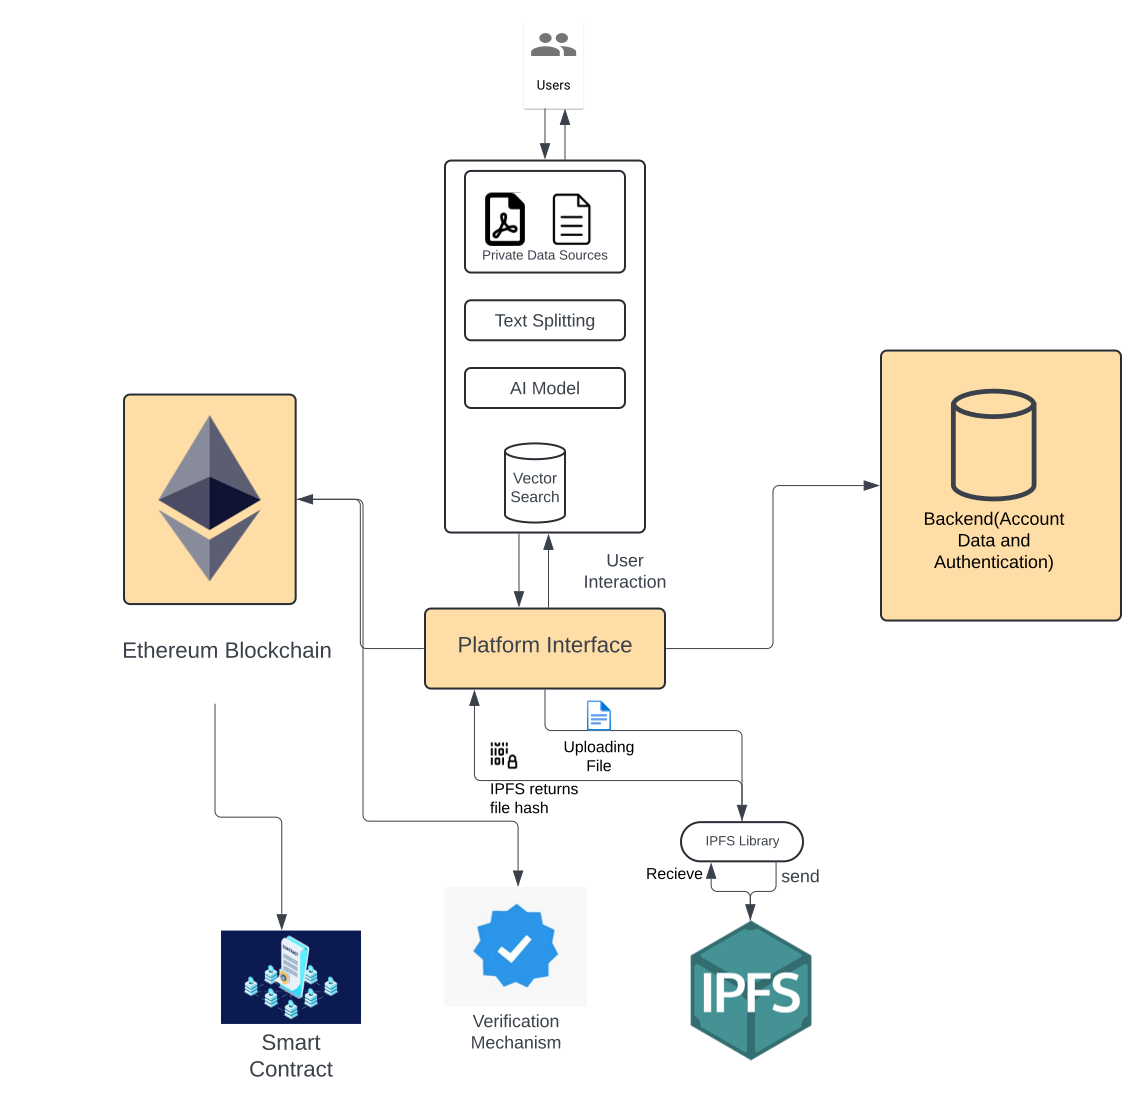 Users
Private Data Sources
Text Splitting
AI Model
Vector
Search
User
Interaction
Backend(Account
Data and
Authentication)
Ethereum Blockchain
Platform Interface
Uploading
File
IPFS returns
file hash
IPFS Library
Recieve
send
IPFS
CONTRACT
Smart
Contract
Verification
Mechanism